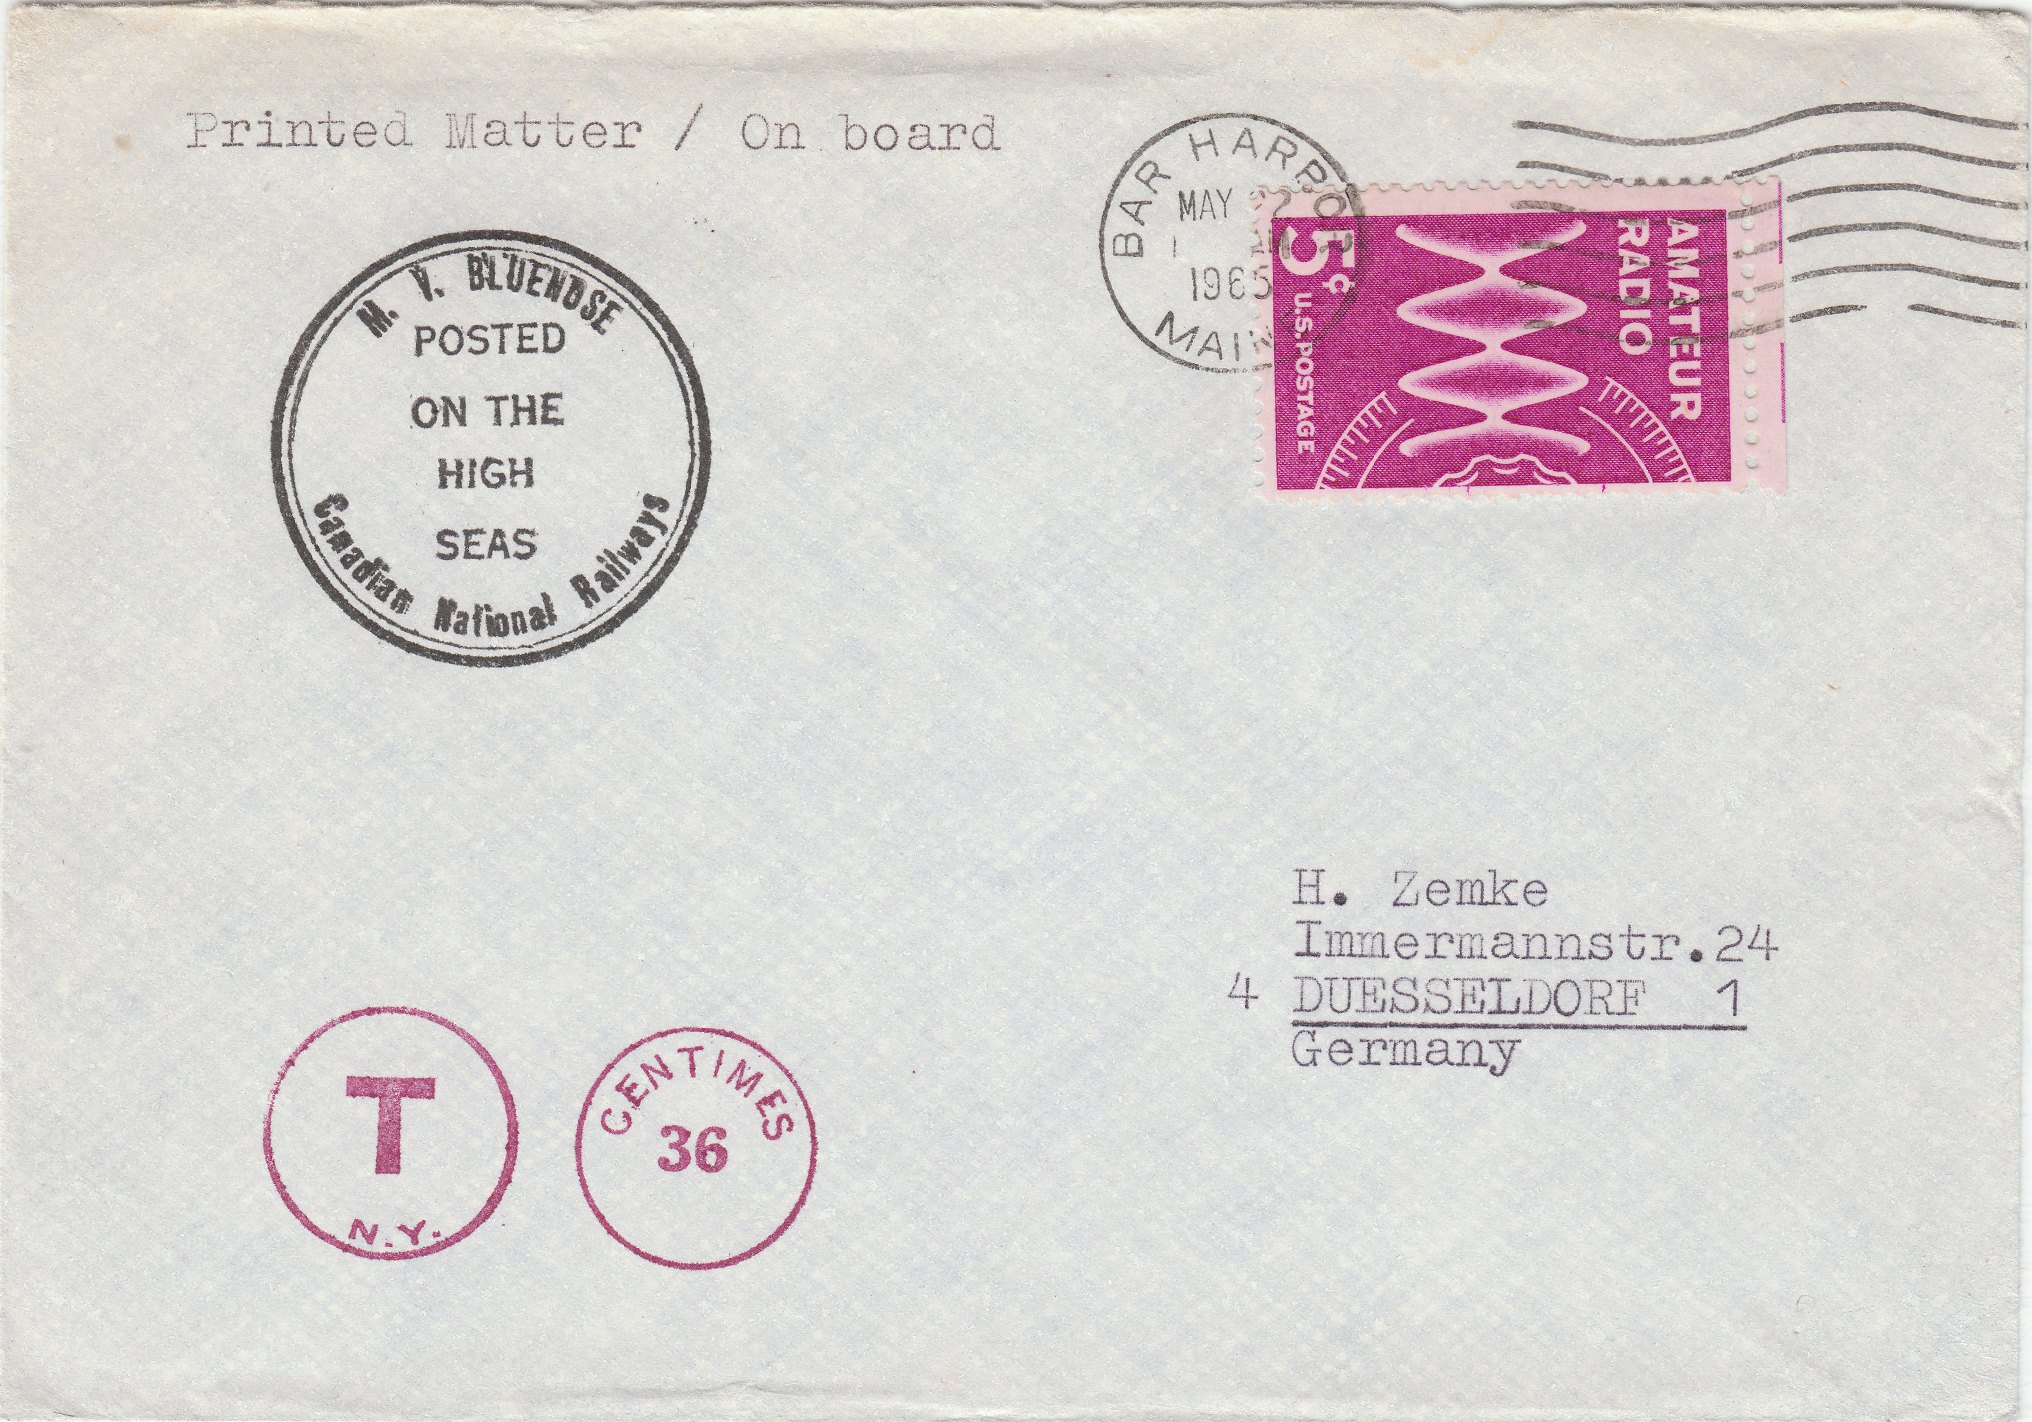 Printed Matter / On board
M. V. BLUENOSE
POSTED
ON THE
HIGH
SEAS
Canadian National Railways
BAR HARBOR
MAY
1965
MAINE
5¢
U.S. POSTAGE
AMATEUR
RADIO
H. Zemke
Immermannstr.24
4 DUESSELDORF 1
Germany
T
N.Y.
CENTIMES
36